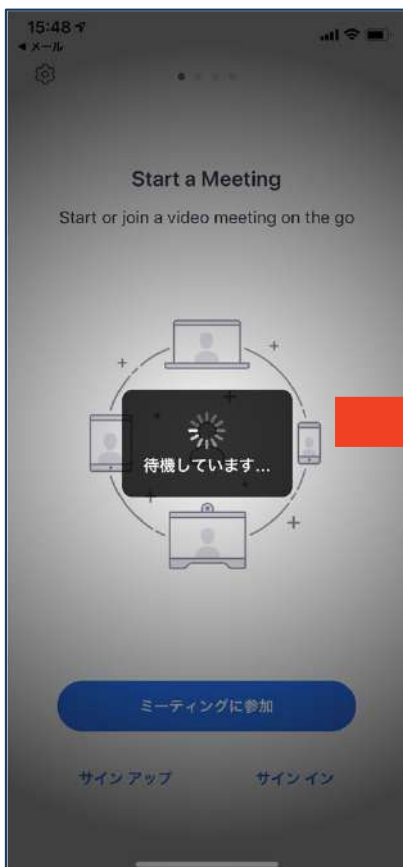 15:48
◀ メール
Start a Meeting
Start or join a video meeting on the go
待機しています...
ミーティングに参加
サインアップ
サインイン